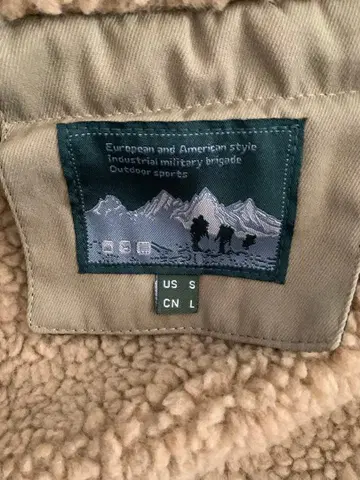 European and American style
Industrial military brigade
Outdoor sports
US S
CN L